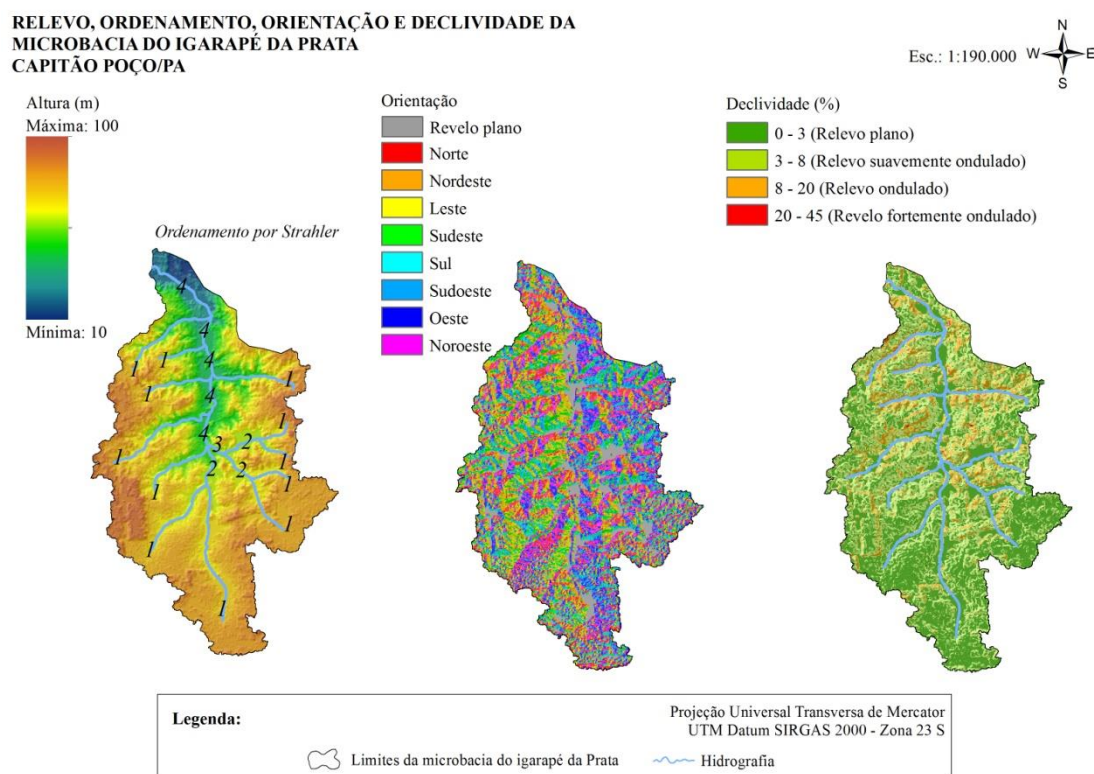 RELEVO, ORDENAMENTO, ORIENTAÇÃO E DECLIVIDADE DA
MICROBACIA DO IGARAPÉ DA PRATA
CAPITÃO POÇO/PA
Esc.: 1:190.000
N
W
E
S
Altura (m)
Máxima: 100
Mínima: 10
Ordenamento por Strahler
Orientação
Revelo plano
Norte
Nordeste
Leste
Sudeste
Sul
Sudoeste
Oeste
Noroeste
Declividade (%)
0 - 3 (Relevo plano)
3 - 8 (Relevo suavemente ondulado)
8 - 20 (Relevo ondulado)
20 - 45 (Revelo fortemente ondulado)
4
4
1
1
4
1
1
4
1
4
3
2
1
1
2
2
1
1
1
1
1
Legenda:
Projeção Universal Transversa de Mercator
UTM Datum SIRGAS 2000 - Zona 23 S
Limites da microbacia do igarapé da Prata
Hidrografia